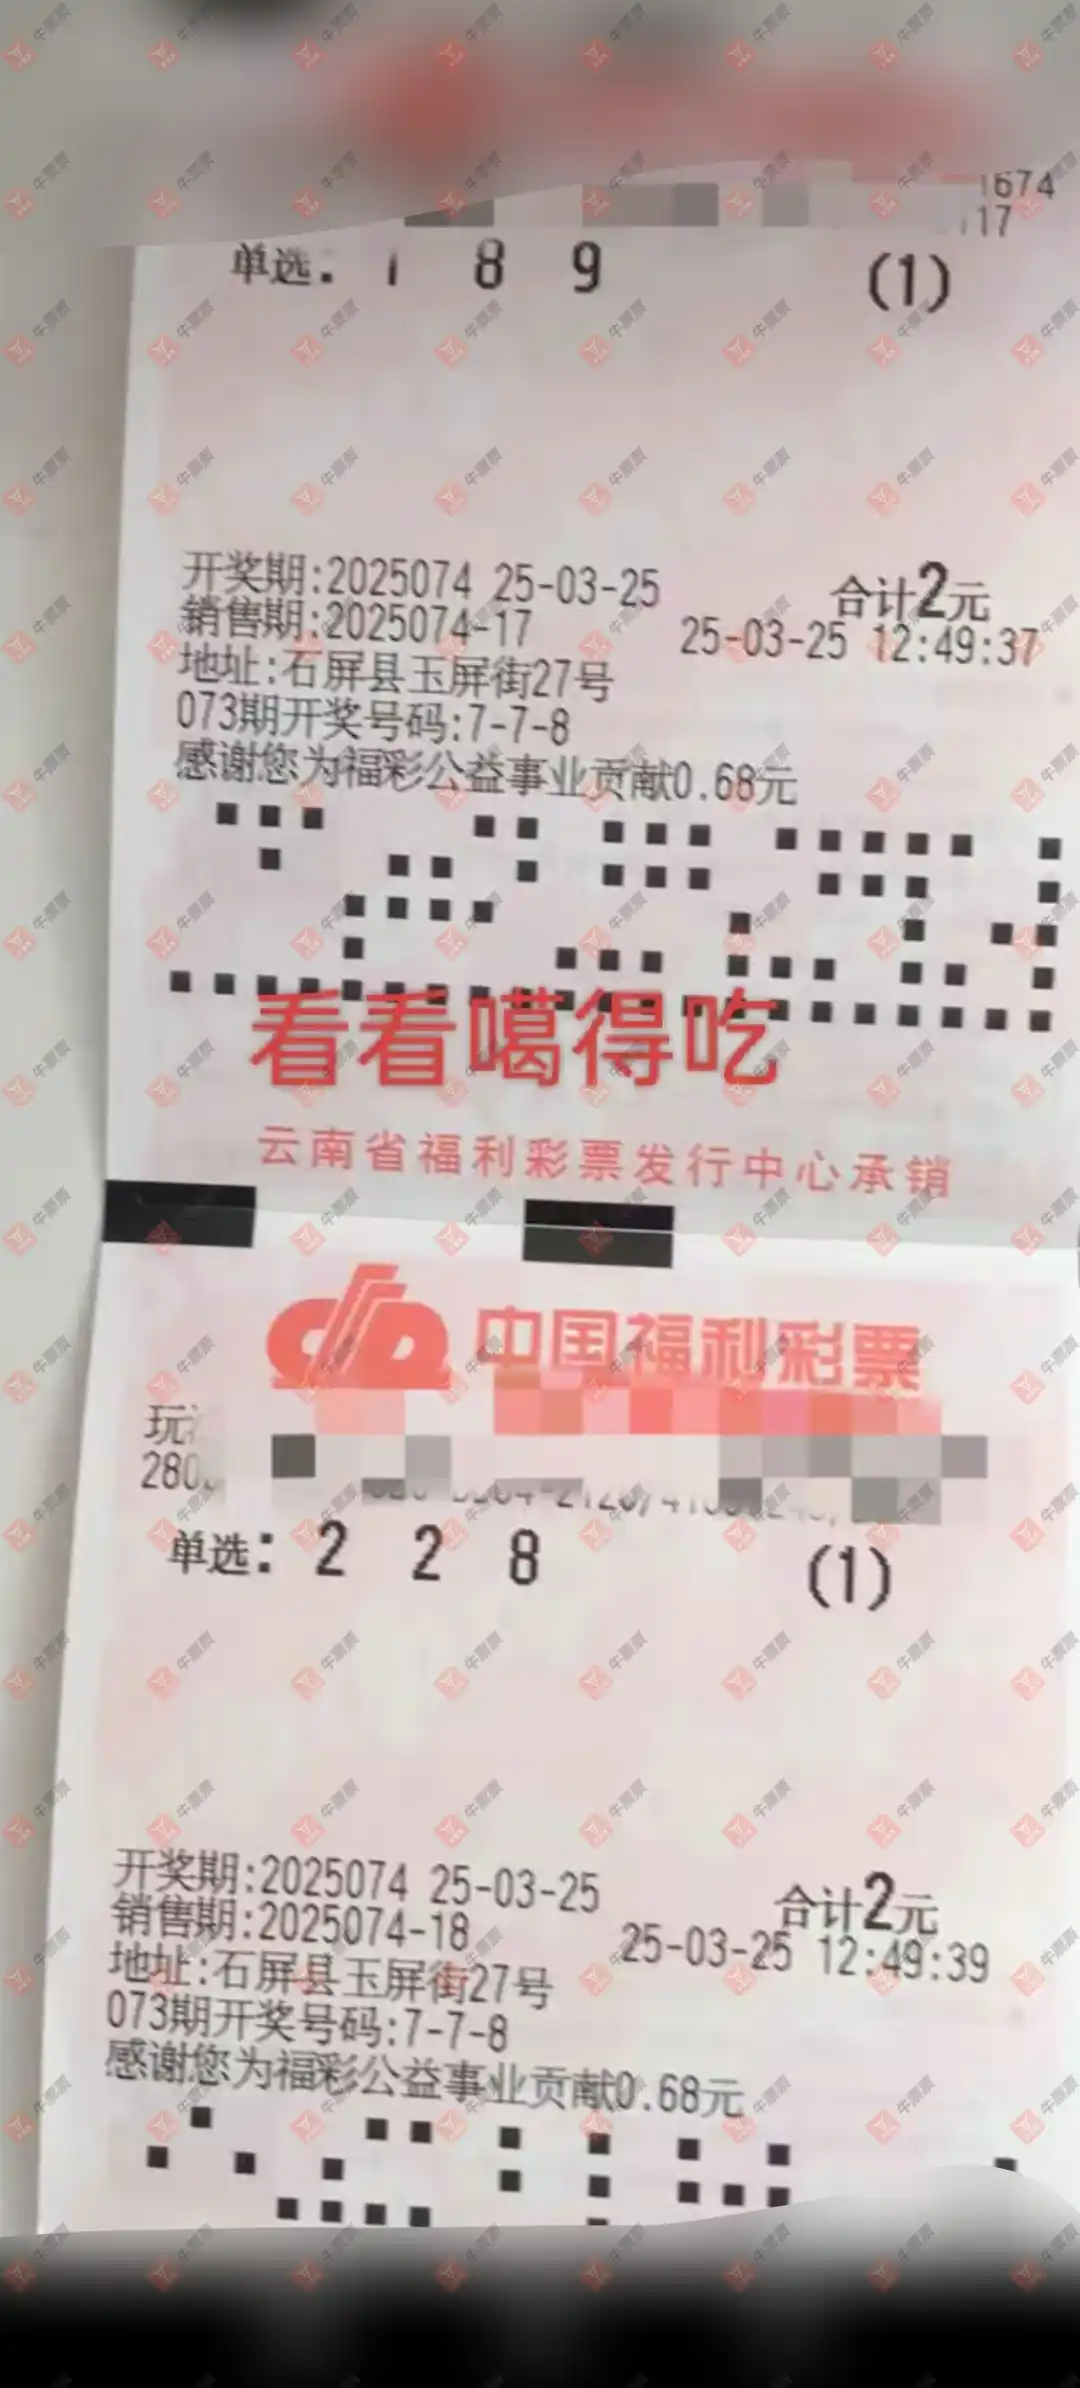 1674
117
单选: 1 8 9 (1)
开奖期:2025074 25-03-25 合计2元
销售期:2025074-17 25-03-25 12:49:37
地址:石屏县玉屏街27号
073期开奖号码:7-7-8
感谢您为福彩公益事业贡献0.68元
看看噶得吃
云南省福利彩票发行中心承销
中国福利彩票
玩
280
单选: 2 2 8 (1)
开奖期:2025074 25-03-25 合计2元
销售期:2025074-18 25-03-25 12:49:39
地址:石屏县玉屏街27号
073期开奖号码:7-7-8
感谢您为福彩公益事业贡献0.68元
牛票票